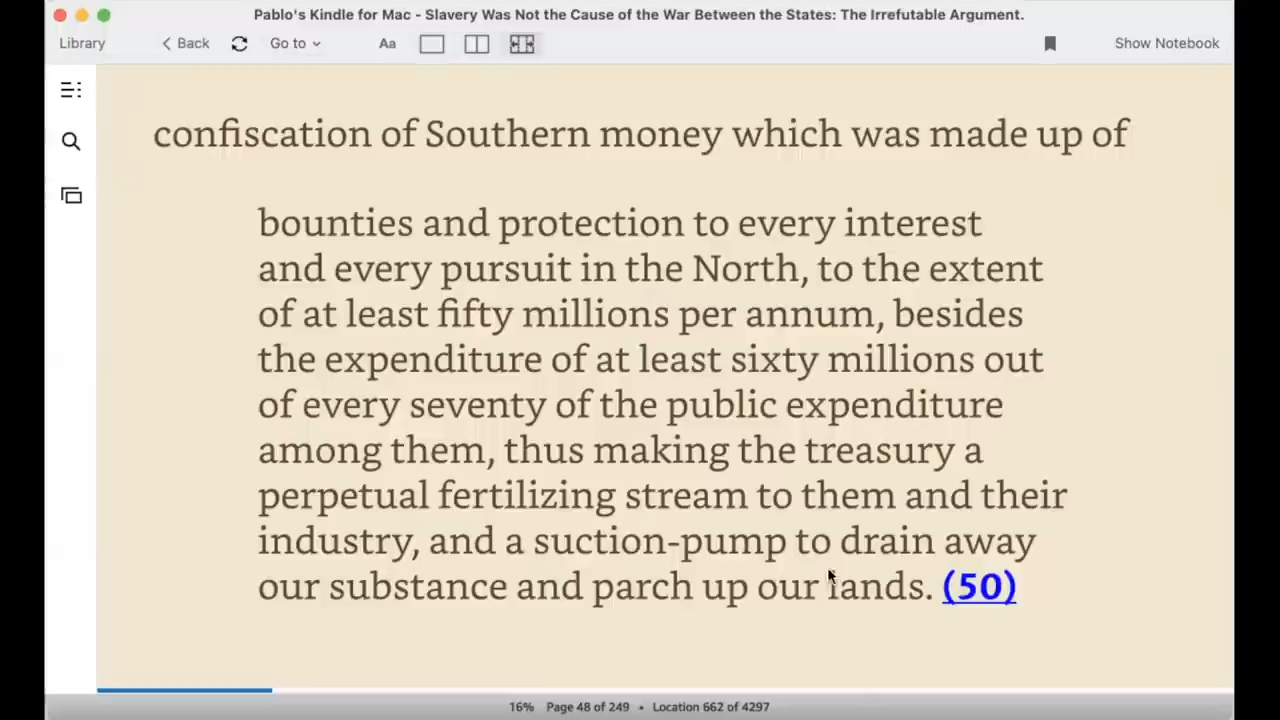 Pablo's Kindle for Mac - Slavery Was Not the Cause of the War Between the States: The Irrefutable Argument.
Library Back Go to Aa Show Notebook
confiscation of Southern money which was made up of
bounties and protection to every interest
and every pursuit in the North, to the extent
of at least fifty millions per annum, besides
the expenditure of at least sixty millions out
of every seventy of the public expenditure
among them, thus making the treasury a
perpetual fertilizing stream to them and their
industry, and a suction-pump to drain away
our substance and parch up our lands. (50)
16% Page 48 of 249 • Location 662 of 4297